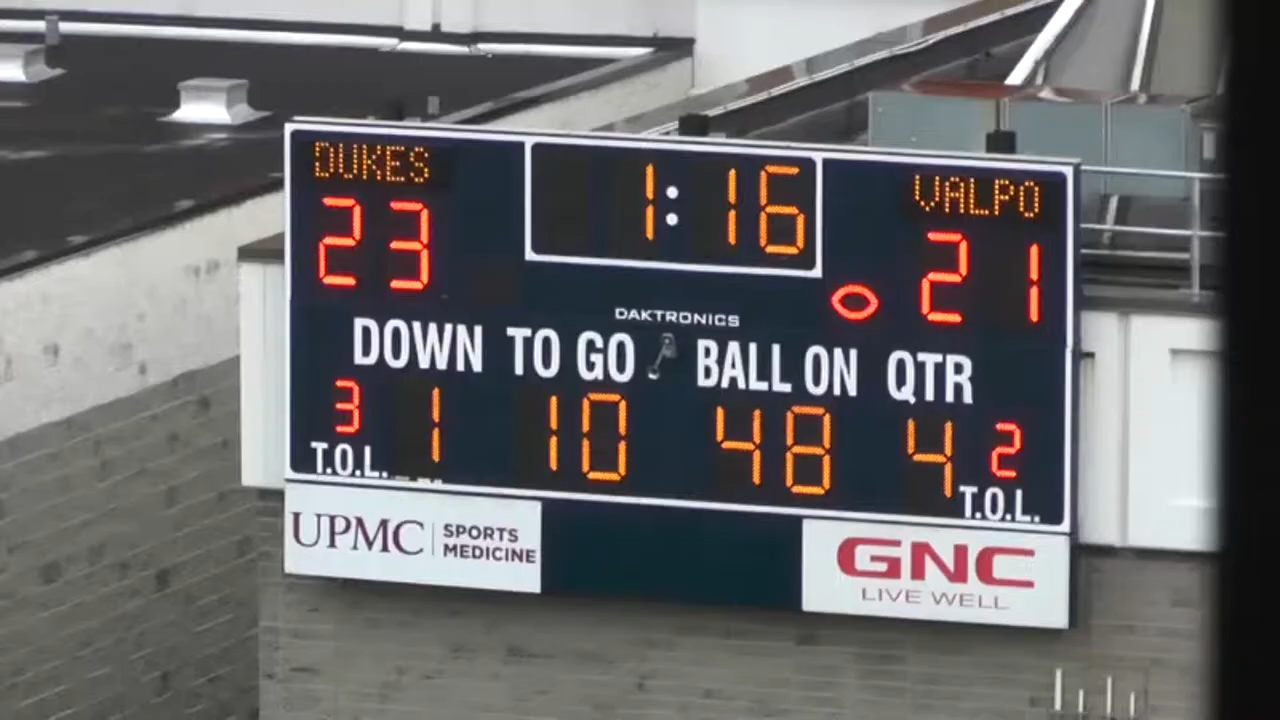 DUKES 1:16 VALPO
23 21
DAKTRONICS
DOWN TO GO BALL ON QTR
3 1 10 48 4 2
T.O.L. T.O.L.
UPMC SPORTS MEDICINE
GNC
LIVE WELL